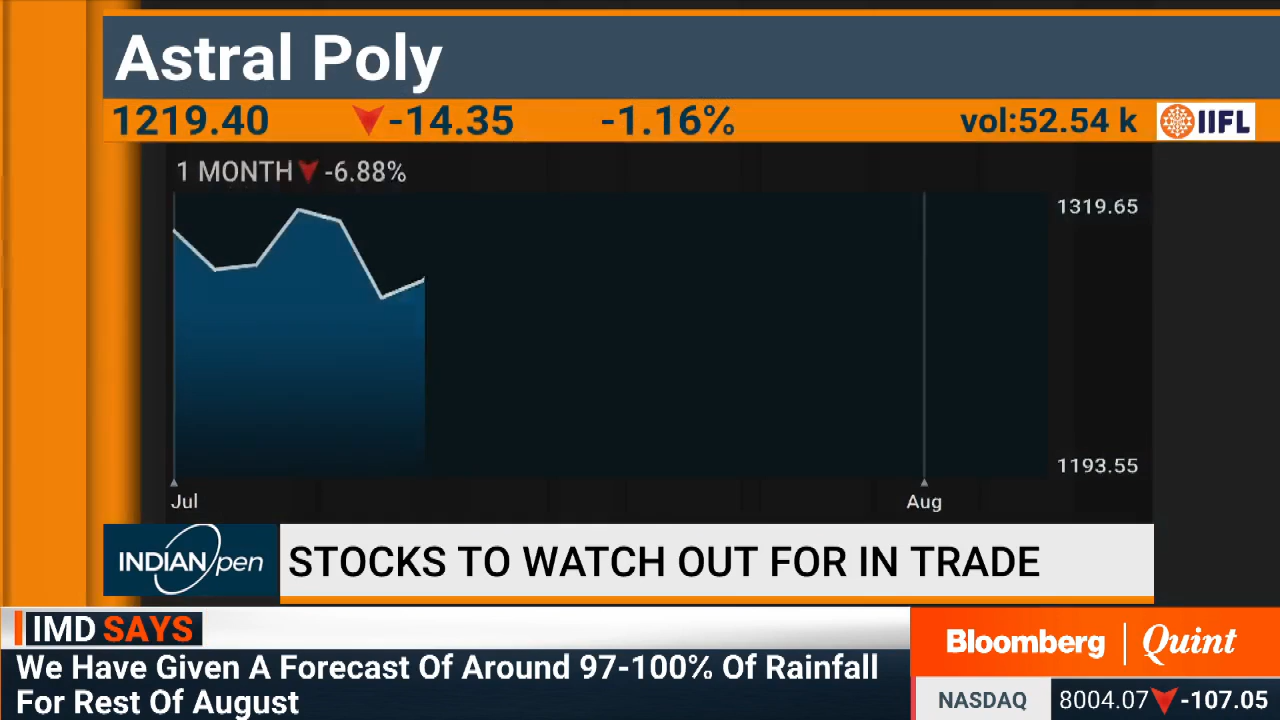 Astral Poly
1219.40 -14.35 -1.16% vol:52.54 k IIFL
1 MONTH -6.88%
1319.65
1193.55
Jul Aug
INDIAN Open STOCKS TO WATCH OUT FOR IN TRADE
IMD SAYS
We Have Given A Forecast Of Around 97-100% Of Rainfall
For Rest Of August
Bloomberg | Quint
NASDAQ 8004.07 -107.05